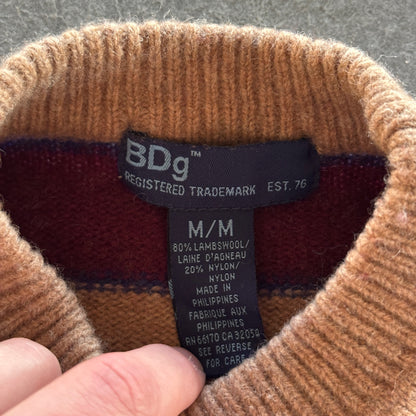 BDg™
REGISTERED TRADEMARK EST. 76
M/M
80% LAMBSWOOL/
LAINE D'AGNEAU
20% NYLON/
NYLON
MADE IN
PHILIPPINES
FABRIQUE AUX
PHILIPPINES
RN 66170 CA 32059
SEE REVERSE
FOR CARE